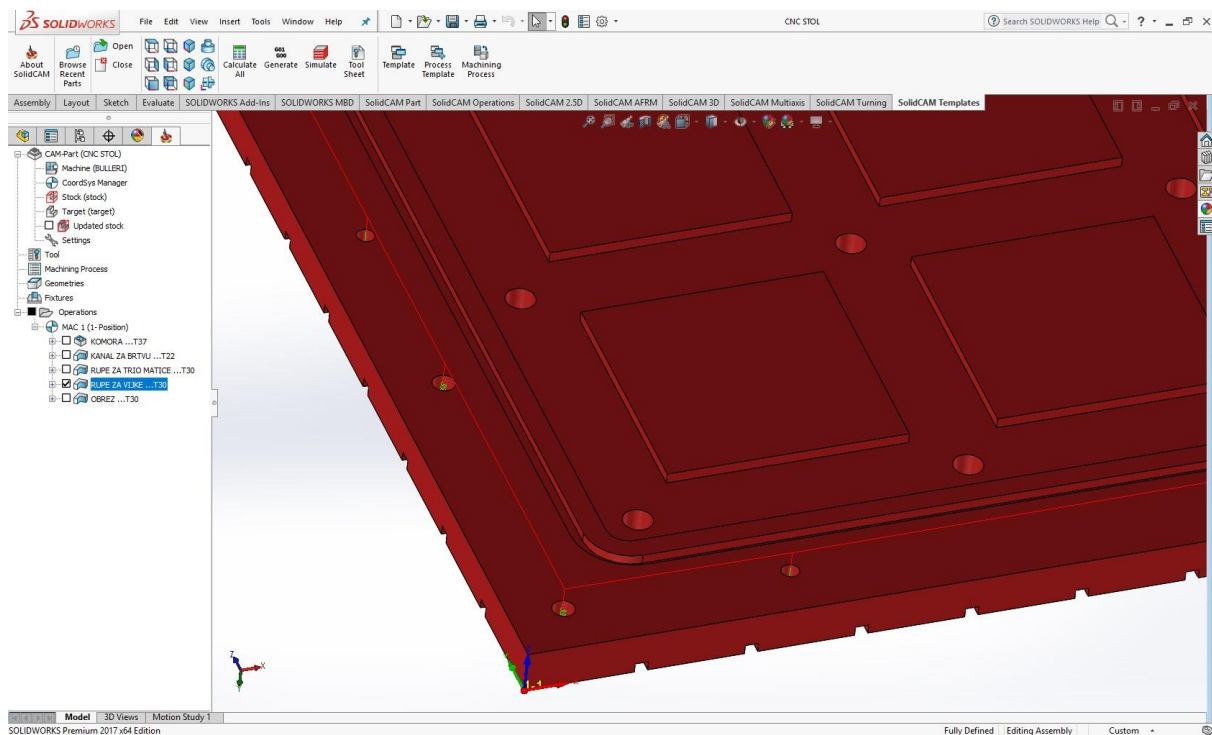 SOLIDWORKS File Edit View Insert Tools Window Help CNC STOL Search SOLIDWORKS Help
About SolidCAM
Browse Recent Parts
Open
Close
Calculate All
G01 G00
Generate
Simulate
Tool Sheet
Template
Process Template
Machining Process
Assembly Layout Sketch Evaluate SOLIDWORKS Add-Ins SOLIDWORKS MBD SolidCAM Part SolidCAM Operations SolidCAM 2.5D SolidCAM AFRM SolidCAM 3D SolidCAM Multiaxis SolidCAM Turning SolidCAM Templates
CAM-Part (CNC STOL)
Machine (BULLERI)
CoordSys Manager
Stock (stock)
Target (target)
Updated stock
Settings
Tool
Machining Process
Geometries
Fixtures
Operations
MAC 1 (1- Position)
KOMORA ...T37
KANAL ZA BRTVU ...T22
RUPE ZA TRIO MATICE ...T30
RUPE ZA VIJKE ...T30
OBREZ ...T30
Z
X
Model 3D Views Motion Study 1
SOLIDWORKS Premium 2017 x64 Edition Fully Defined Editing Assembly Custom